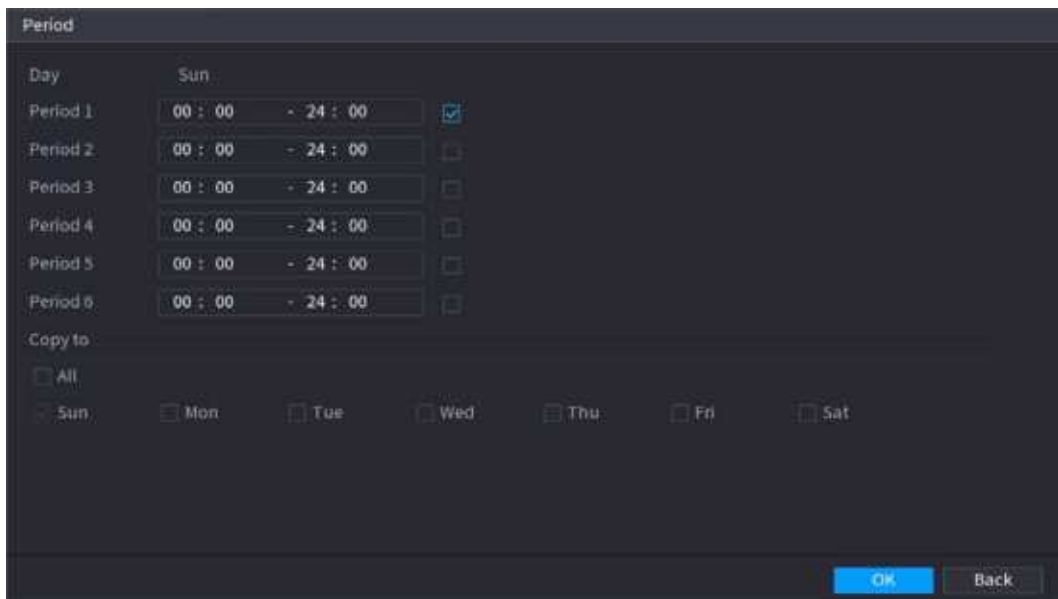 Period
Day Sun
Period 1 00 : 00 - 24 : 00
Period 2 00 : 00 - 24 : 00
Period 3 00 : 00 - 24 : 00
Period 4 00 : 00 - 24 : 00
Period 5 00 : 00 - 24 : 00
Period 6 00 : 00 - 24 : 00
Copy to
All
Sun Mon Tue Wed Thu Fri Sat
OK Back